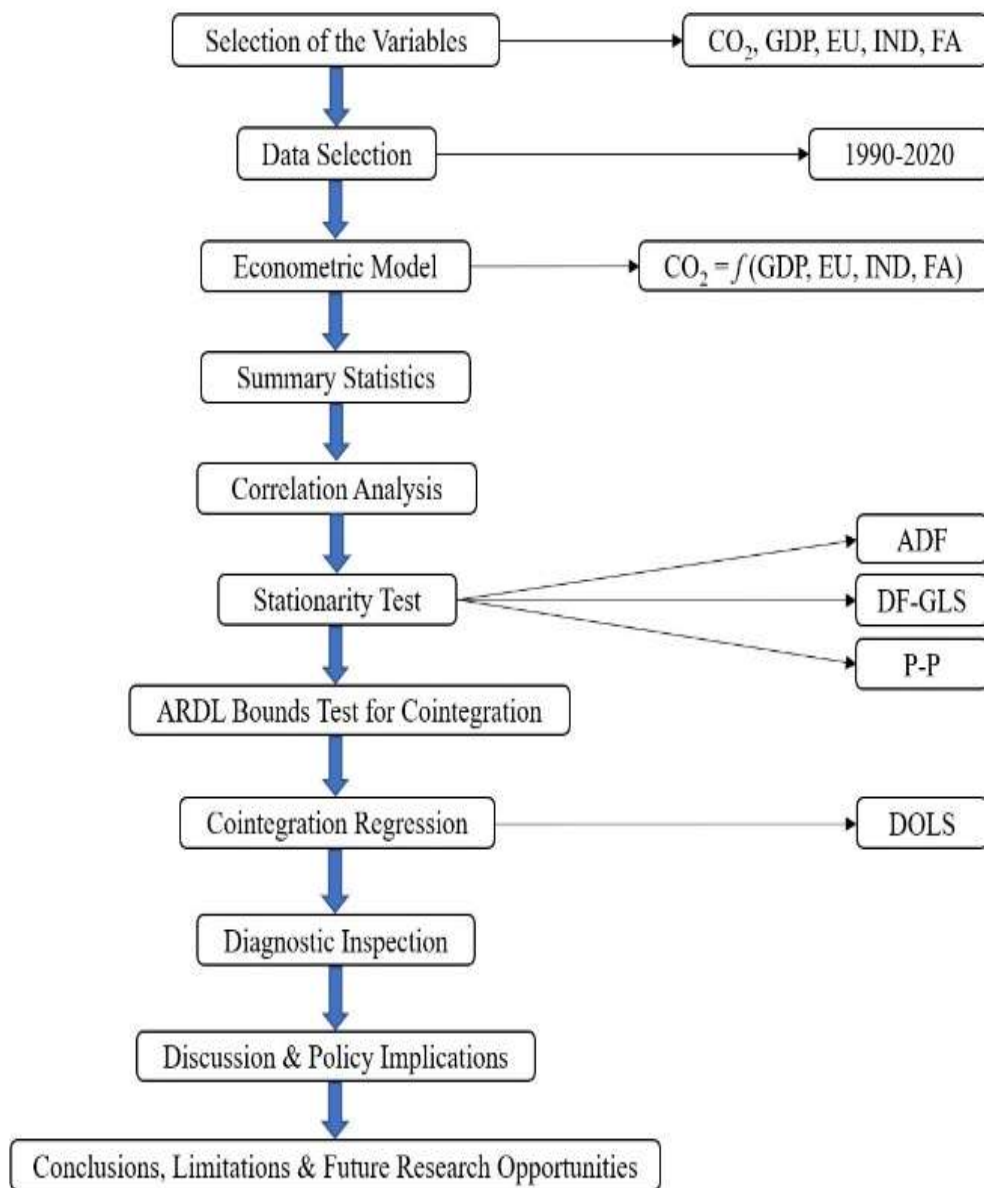 Selection of the Variables
CO₂, GDP, EU, IND, FA
Data Selection
1990-2020
Econometric Model
CO₂ = f (GDP, EU, IND, FA)
Summary Statistics
Correlation Analysis
Stationarity Test
ADF
DF-GLS
P-P
ARDL Bounds Test for Cointegration
Cointegration Regression
DOLS
Diagnostic Inspection
Discussion & Policy Implications
Conclusions, Limitations & Future Research Opportunities